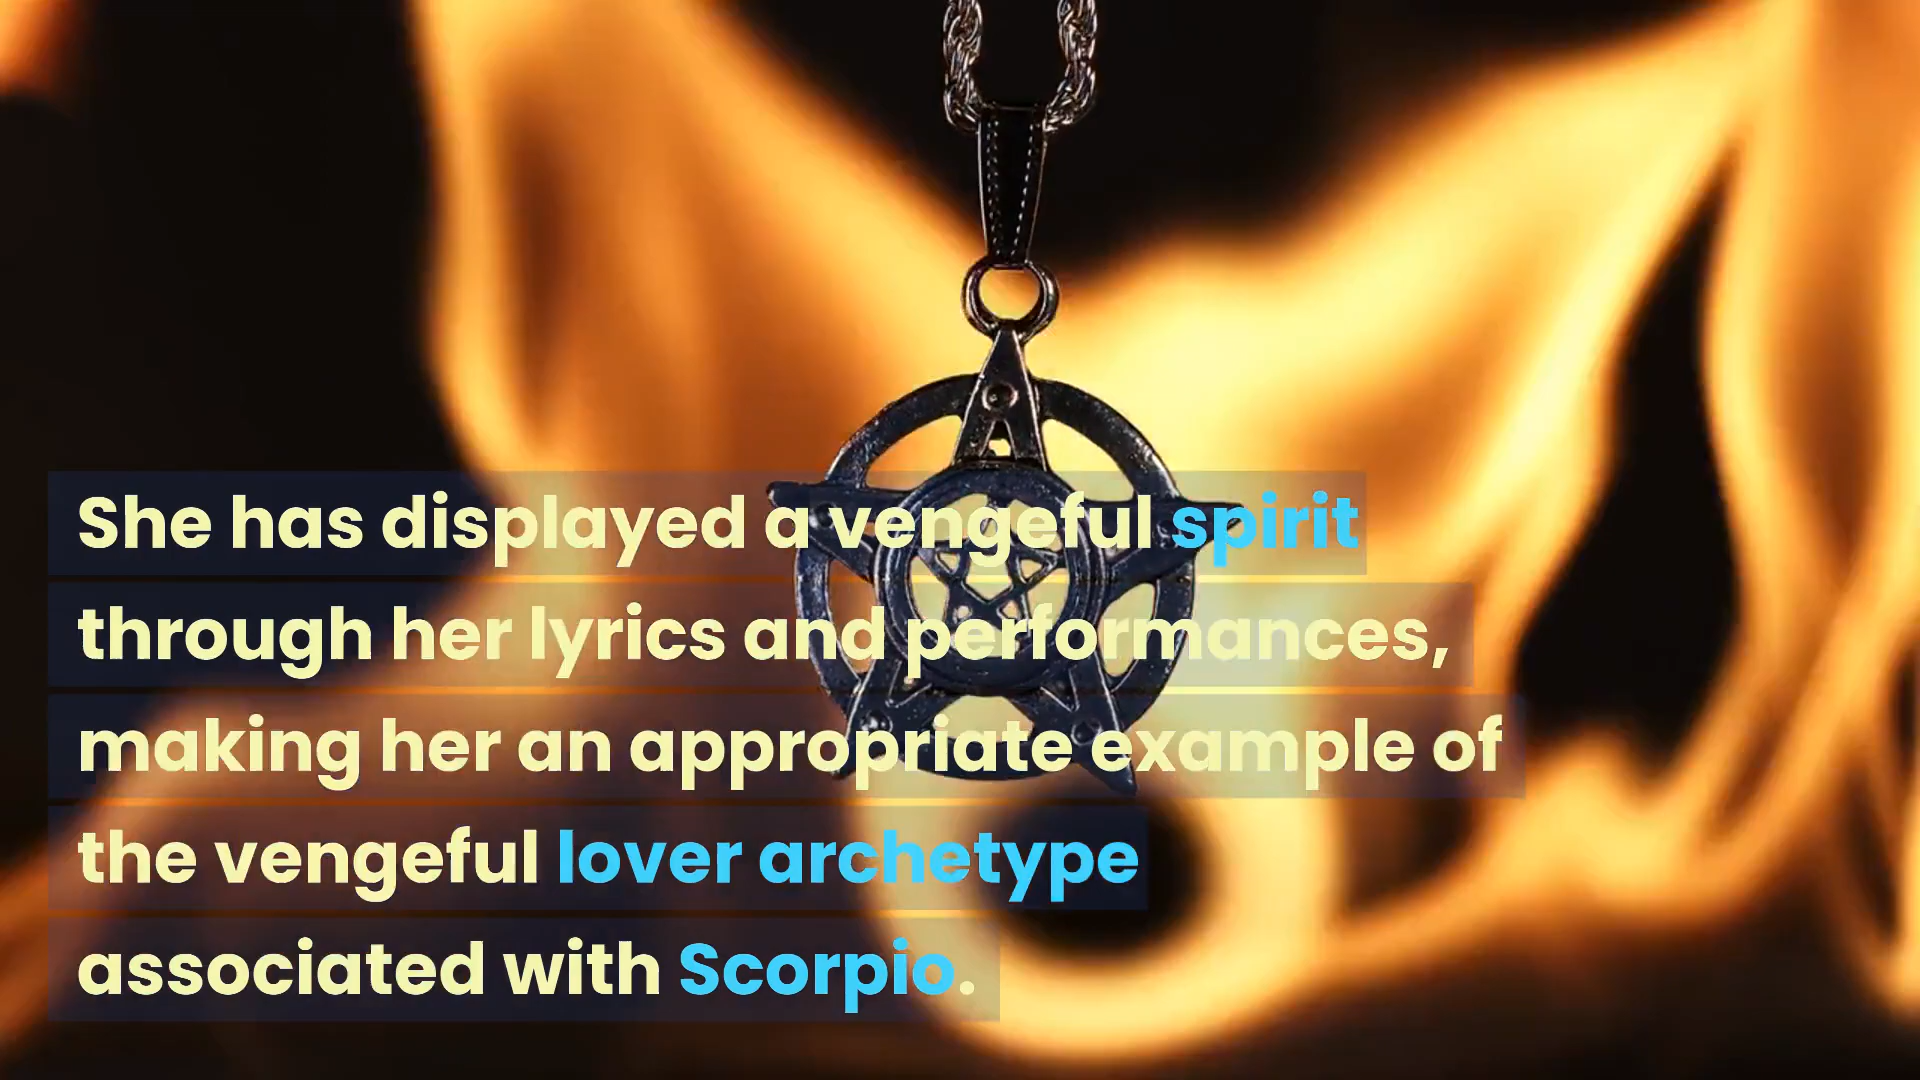 She has displayed a vengeful spirit
through her lyrics and performances,
making her an appropriate example of
the vengeful lover archetype
associated with Scorpio.